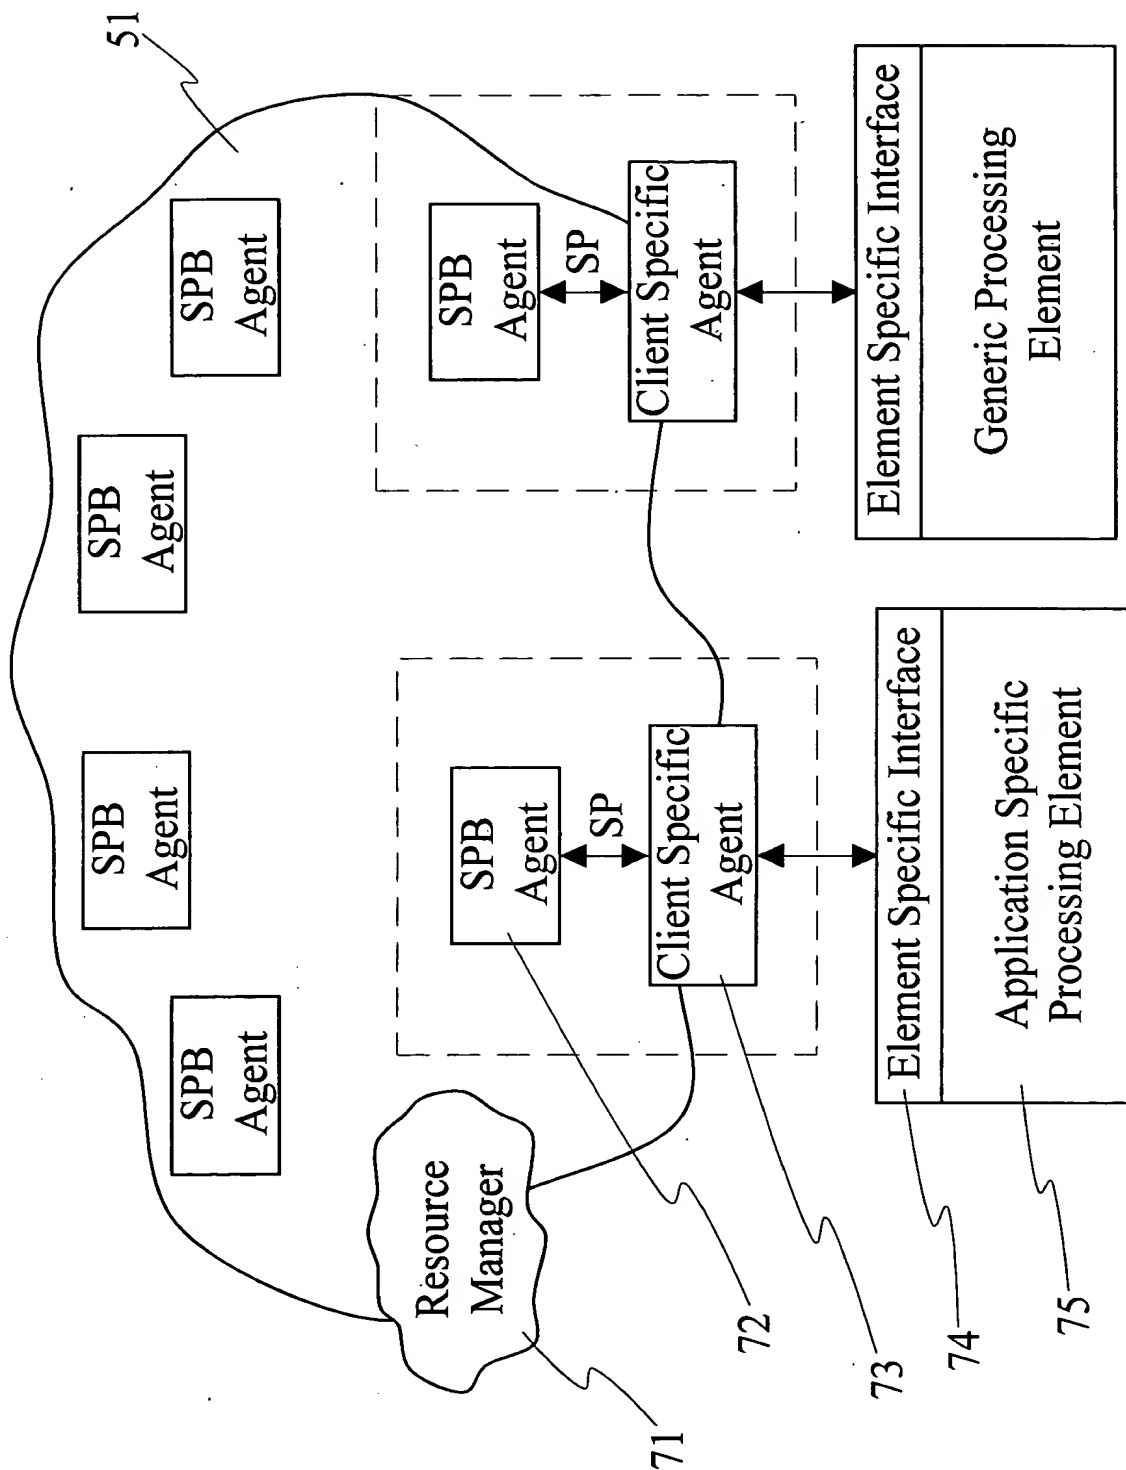 51
SPB
Agent
SPB
Agent
SPB
Agent
SPB
Agent
Resource
Manager
71
SPB
Agent
72
SP
Client Specific
Agent
73
SPB
Agent
SP
Client Specific
Agent
Element Specific Interface
74
Application Specific
Processing Element
75
Element Specific Interface
Generic Processing
Element